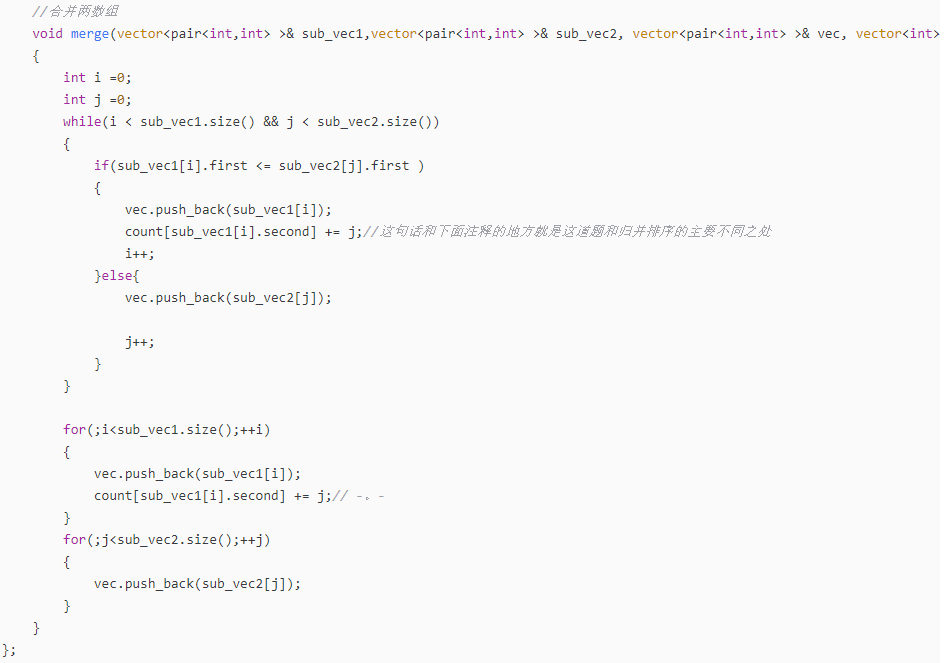 //合并两数组
void merge(vector<pair<int,int> >& sub_vec1,vector<pair<int,int> >& sub_vec2, vector<pair<int,int> >& vec, vector<int>
{
int i =0;
int j =0;
while(i < sub_vec1.size() && j < sub_vec2.size())
{
if(sub_vec1[i].first <= sub_vec2[j].first )
{
vec.push_back(sub_vec1[i]);
count[sub_vec1[i].second] += j;//这句话和下面注释的地方就是这道题和归并排序的主要不同之处
i++;
}else{
vec.push_back(sub_vec2[j]);
j++;
}
}
for(;i<sub_vec1.size();++i)
{
vec.push_back(sub_vec1[i]);
count[sub_vec1[i].second] += j;// -。-
}
for(;j<sub_vec2.size();++j)
{
vec.push_back(sub_vec2[j]);
}
}
};